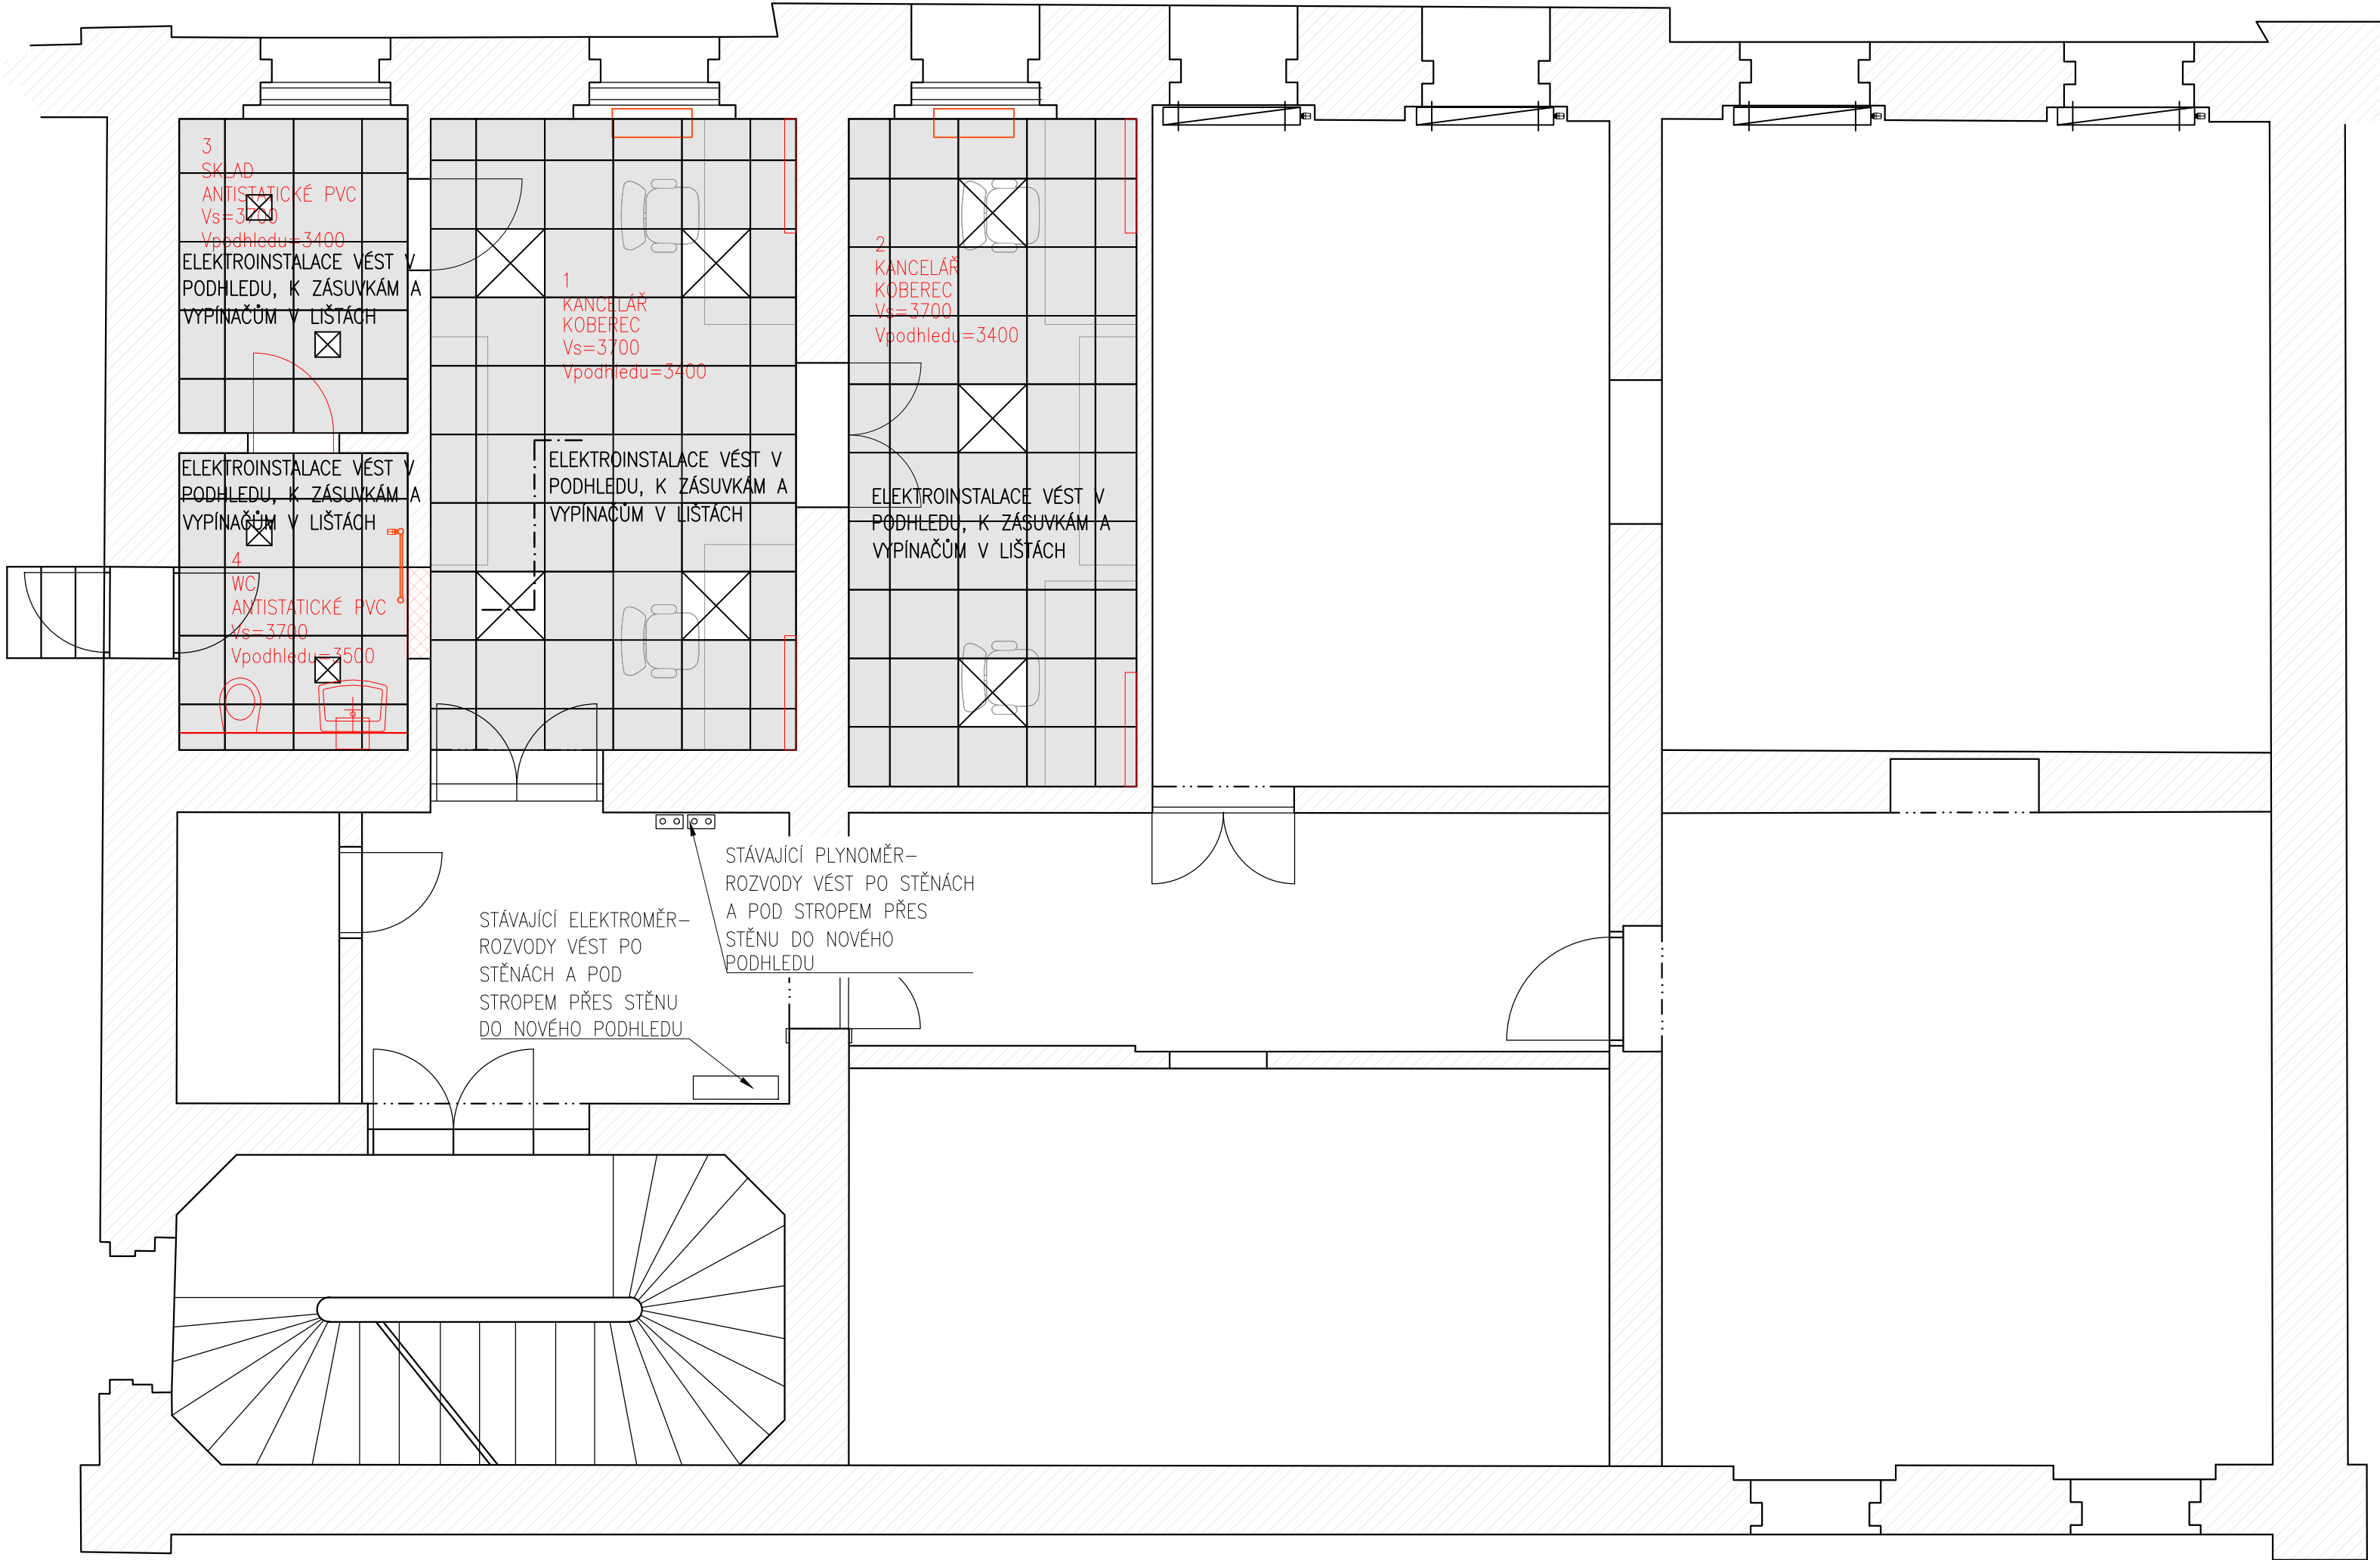 3
SKLAD
ANTISTATICKÉ PVC
Vs=3700
Vpodhledu=3400
ELEKTROINSTALACE VÉST V
PODHLEDU, K ZÁSUVKÁM A
VYPÍNAČŮM V LIŠTÁCH
1
KANCELÁŘ
KOBEREC
Vs=3700
Vpodhledu=3400
2
KANCELÁŘ
KOBEREC
Vs=3700
Vpodhledu=3400
ELEKTROINSTALACE VÉST V
PODHLEDU, K ZÁSUVKÁM A
VYPÍNAČŮM V LIŠTÁCH
ELEKTROINSTALACE VÉST V
PODHLEDU, K ZÁSUVKÁM A
VYPÍNAČŮM V LIŠTÁCH
ELEKTROINSTALACE VÉST V
PODHLEDU, K ZÁSUVKÁM A
VYPÍNAČŮM V LIŠTÁCH
4
WC
ANTISTATICKÉ PVC
Vs=3700
Vpodhledu=3500
STÁVAJÍCÍ PLYNOMĚR–
ROZVODY VÉST PO STĚNÁCH
A POD STROPEM PŘES
STĚNU DO NOVÉHO
PODHLEDU
STÁVAJÍCÍ ELEKTROMĚR–
ROZVODY VÉST PO
STĚNÁCH A POD
STROPEM PŘES STĚNU
DO NOVÉHO PODHLEDU